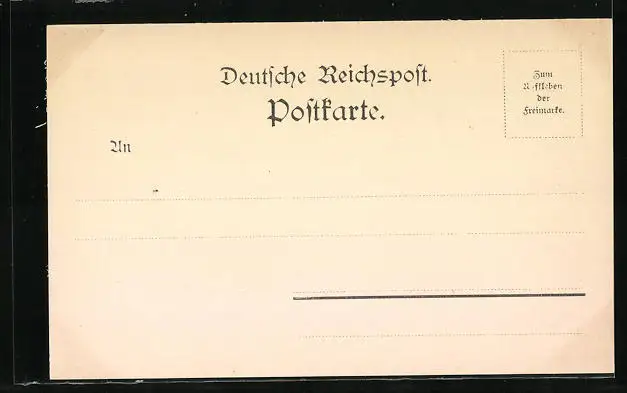 Deutsche Reichspost.
Postkarte.
Zum
Aufkleben
der
Freimarke.
An